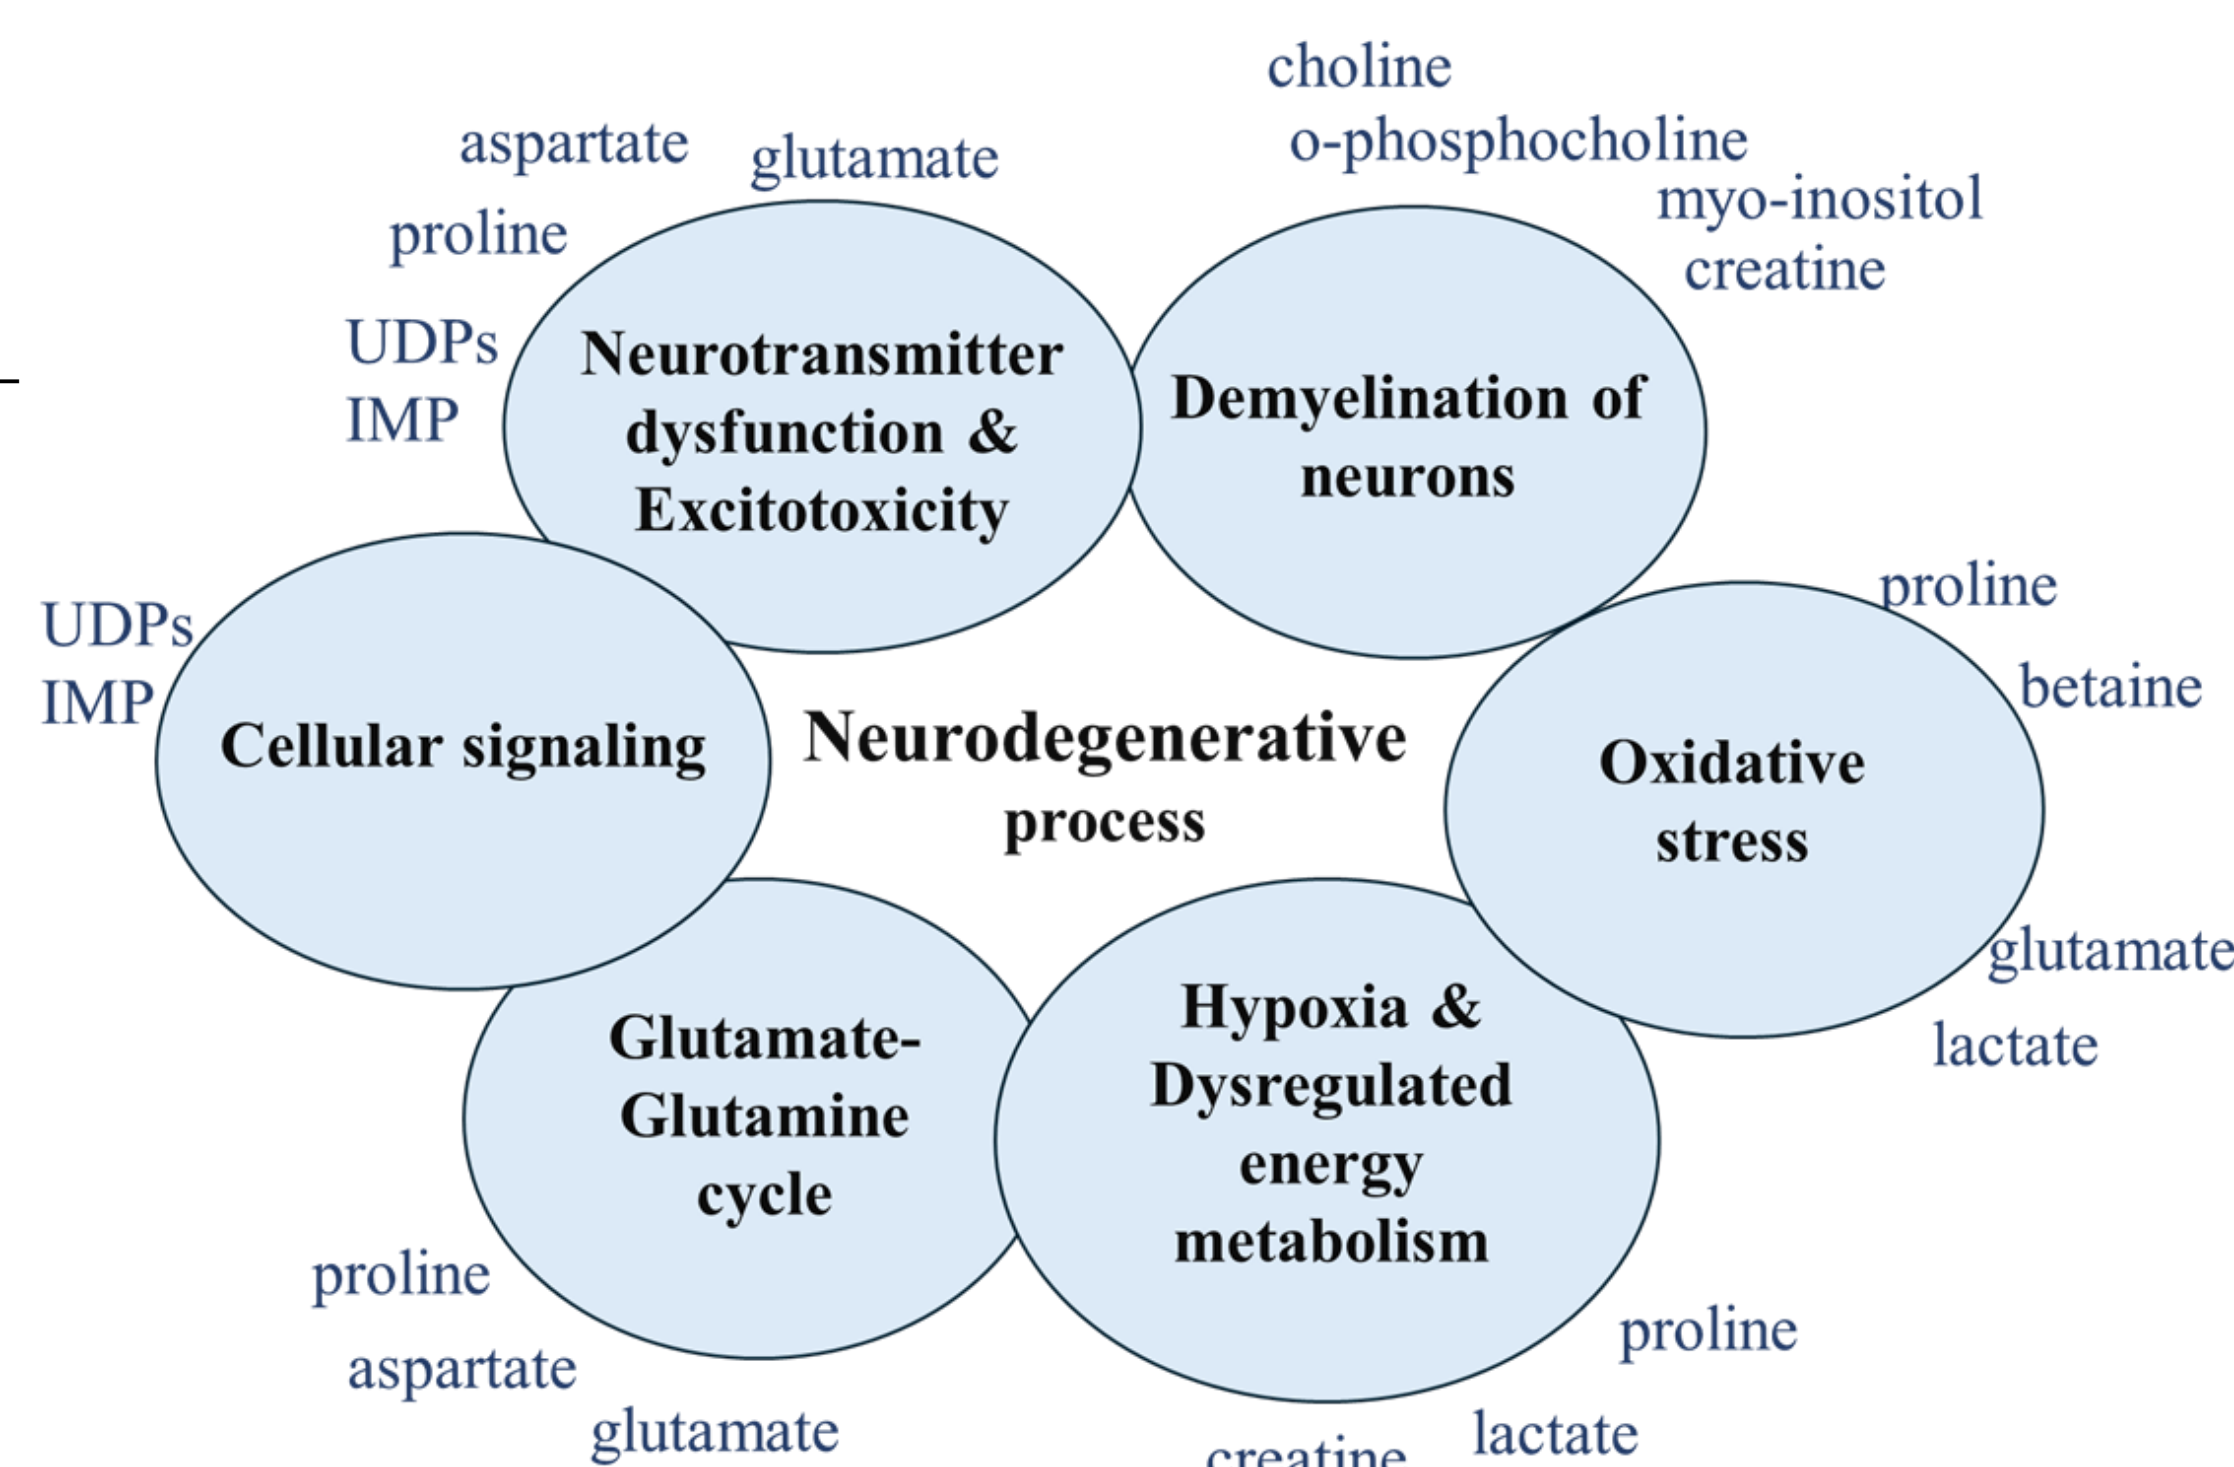 choline
o-phosphocholine
myo-inositol
creatine
aspartate
glutamate
proline
UDPs
IMP
Neurotransmitter
dysfunction &
Excitotoxicity
Demyelination of
neurons
UDPs
IMP
Cellular signaling
Neurodegenerative
process
proline
betaine
Oxidative
stress
glutamate
lactate
Glutamate-
Glutamine
cycle
proline
aspartate
glutamate
Hypoxia &
Dysregulated
energy
metabolism
proline
lactate
creatine